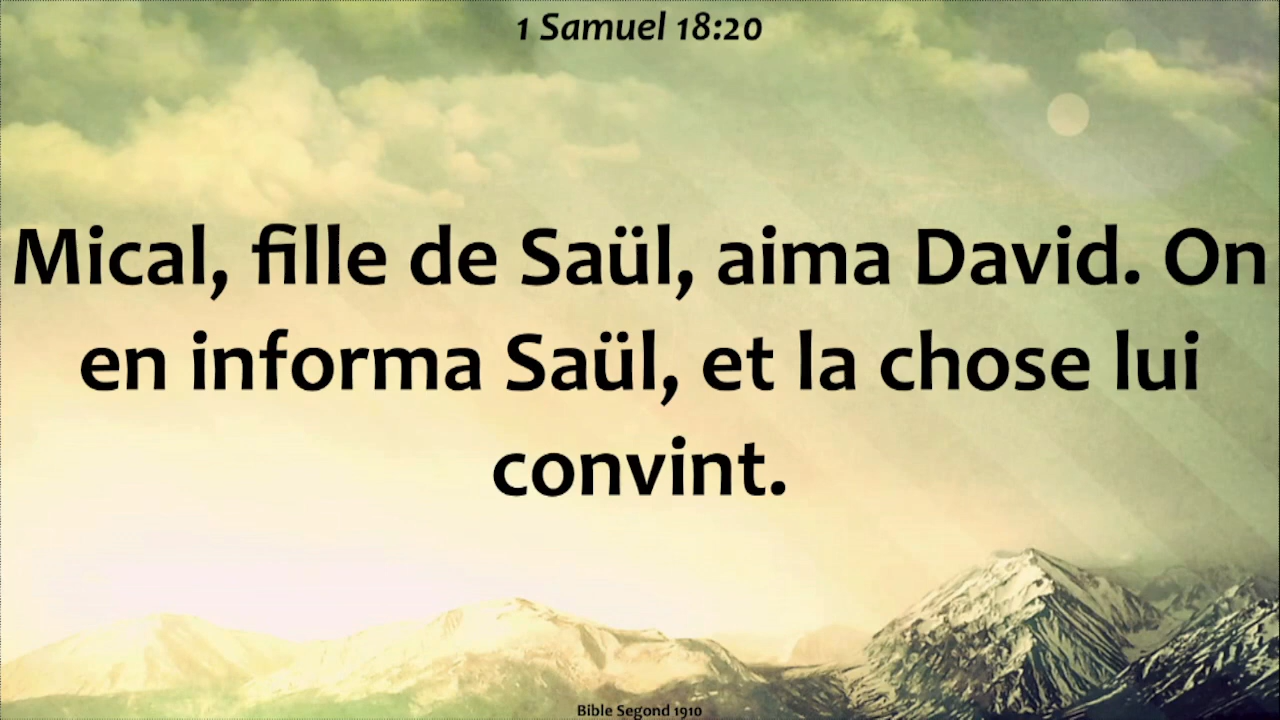 1 Samuel 18:20
Mical, fille de Saül, aima David. On
en informa Saül, et la chose lui
convint.
Bible Segond 1910